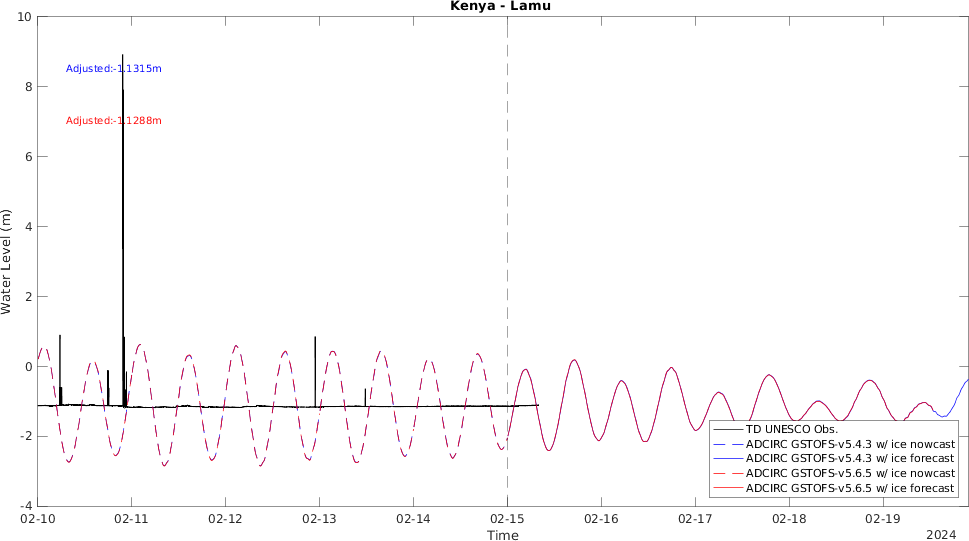 Kenya - Lamu
10
8
6
4
2
0
-2
-4
Water Level (m)
Adjusted:-1.1315m
Adjusted:-1.1288m
TD UNESCO Obs.
ADCIRC GSTOFS-v5.4.3 w/ ice nowcast
ADCIRC GSTOFS-v5.4.3 w/ ice forecast
ADCIRC GSTOFS-v5.6.5 w/ ice nowcast
ADCIRC GSTOFS-v5.6.5 w/ ice forecast
02-10 02-11 02-12 02-13 02-14 02-15 02-16 02-17 02-18 02-19
Time
2024